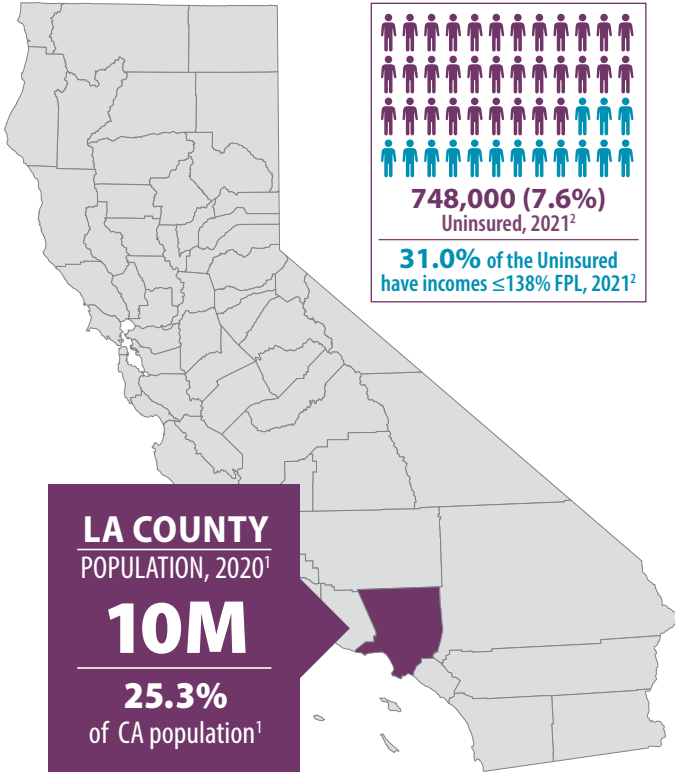 748,000 (7.6%)
Uninsured, 2021²
31.0% of the Uninsured
have incomes ≤138% FPL, 2021²
LA COUNTY
POPULATION, 2020¹
10M
25.3%
of CA population¹